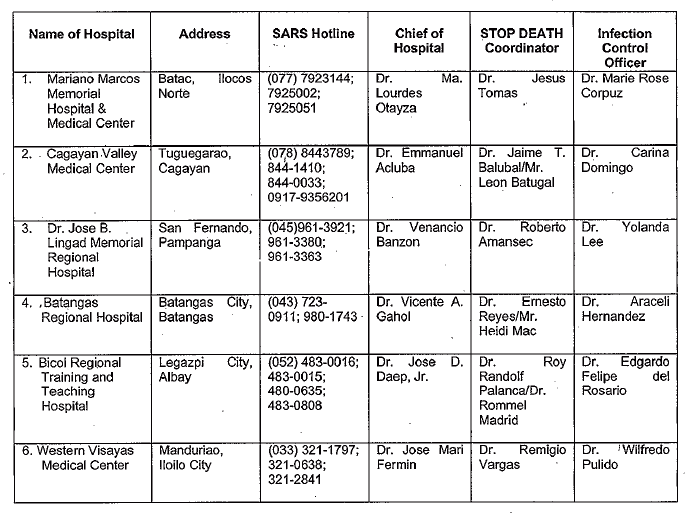 Name of Hospital
Address
SARS Hotline
Chief of
Hospital
STOP DEATH
Coordinator
Infection
Control
Officer
1. Mariano Marcos
Memorial
Hospital &
Medical Center
Batac, Ilocos
Norte
(077) 7923144;
7925002;
7925051
Dr. Ma.
Lourdes
Otayza
Dr. Jesus
Tomas
Dr. Marie Rose
Corpuz
2. Cagayan Valley
Medical Center
Tuguegarao,
Cagayan
(078) 8443789;
844-1410;
844-0033;
0917-9356201
Dr. Emmanuel
Acluba
Dr. Jaime T.
Balubal/Mr.
Leon Batugal
Dr. Carina
Domingo
3. Dr. Jose B.
Lingad Memorial
Regional
Hospital
San Fernando,
Pampanga
(045)961-3921;
961-3380;
961-3363
Dr. Venancio
Banzon
Dr. Roberto
Amansec
Dr. Yolanda
Lee
4. Batangas
Regional Hospital
Batangas City,
Batangas
(043) 723-
0911; 980-1743
Dr. Vicente A.
Gahol
Dr. Ernesto
Reyes/Mr.
Heidi Mac
Dr. Araceli
Hernandez
5. Bicol Regional
Training and
Teaching
Hospital
Legazpi City,
Albay
(052) 483-0016;
483-0015;
480-0635;
483-0808
Dr. Jose D.
Daep, Jr.
Dr. Roy
Randolf
Palanca/Dr.
Rommel
Madrid
Dr. Edgardo
Felipe del
Rosario
6. Western Visayas
Medical Center
Manduriao,
Iloilo City
(033) 321-1797;
321-0638;
321-2841
Dr. Jose Mari
Fermin
Dr. Remigio
Vargas
Dr. Wilfredo
Pulido